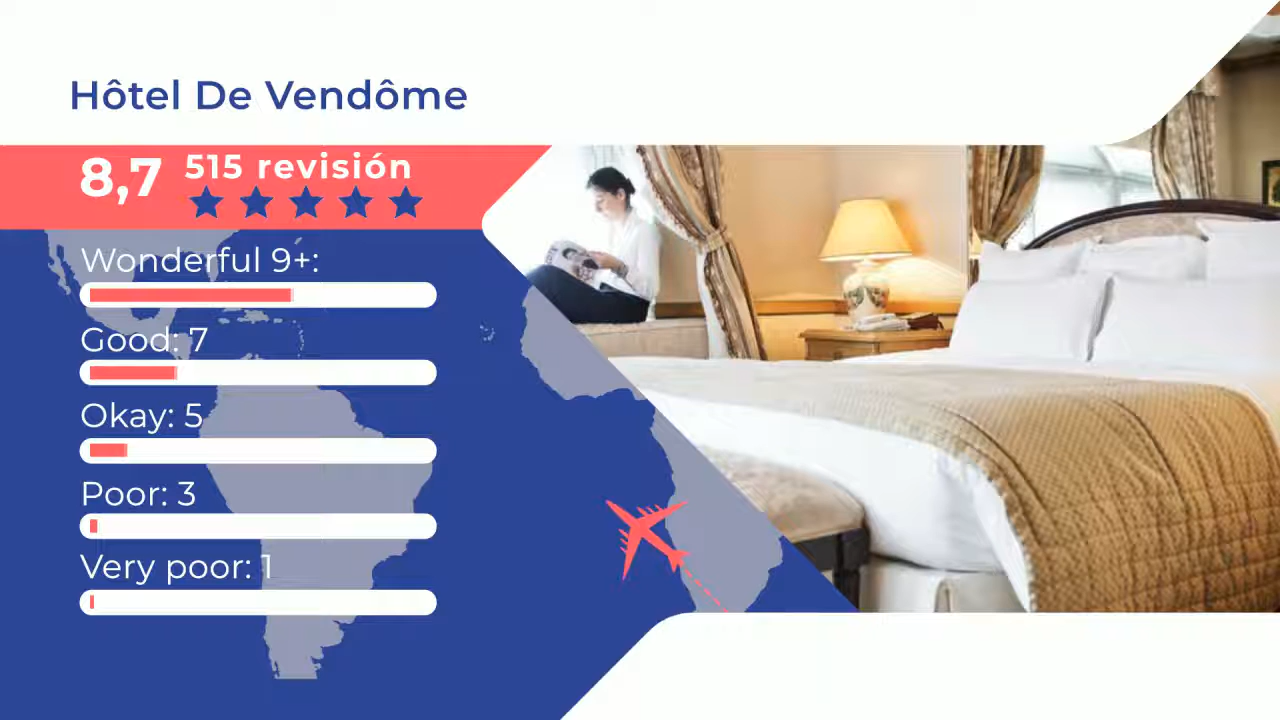 Hôtel De Vendôme
8,7
515 revisión
Wonderful 9+:
Good: 7
Okay: 5
Poor: 3
Very poor: 1